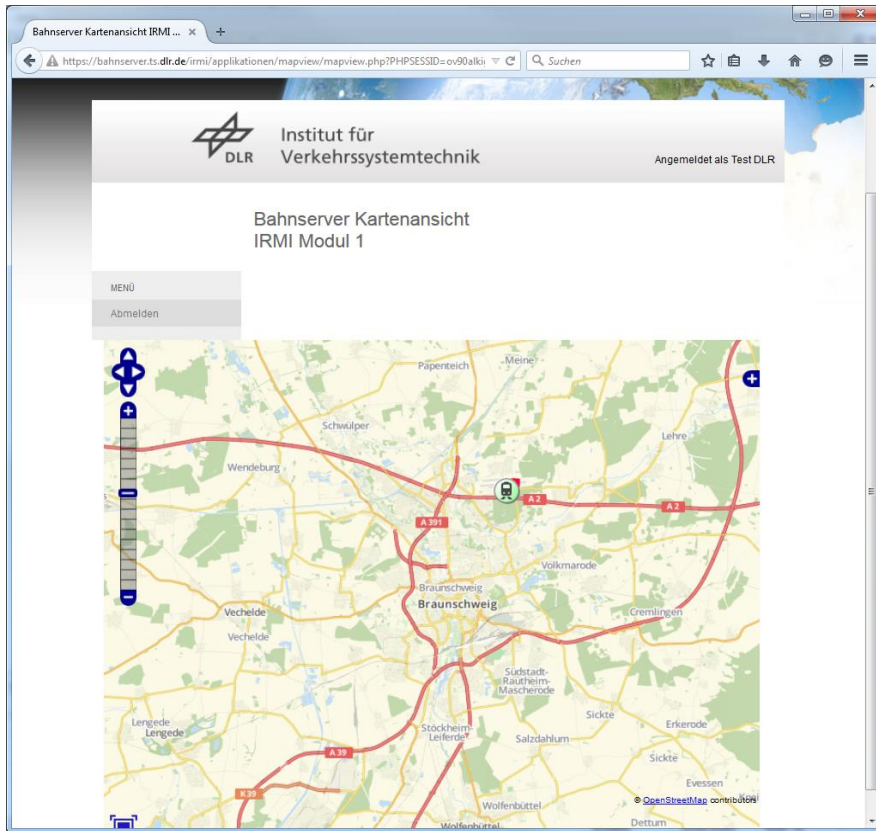 Bahnserver Kartenansicht IRMI ...
https://bahnserver.ts.dlr.de/irmi/applikationen/mapview/mapview.php?PHPSESSID=ov90alki
Suchen
DLR
Institut für
Verkehrssystemtechnik
Angemeldet als Test DLR
Bahnserver Kartenansicht
IRMI Modul 1
MENÜ
Abmelden
Papenteich
Meine
Schwülper
Lehre
Wendeburg
A 2
A 2
A 391
Volkmarode
Braunschweig
Braunschweig
Vechelde
Cremlingen
Vechelde
Südstadt-
Rautheim-
Mascherode
Lengede
Lengede
Sickte
Stöckheim-
Leiferde
Salzdahlum
Erkerode
A 39
Sickte
Evessen
K39
Wolfenbüttel
© OpenStreetMap contributors
Wolfenbüttel
Dettum